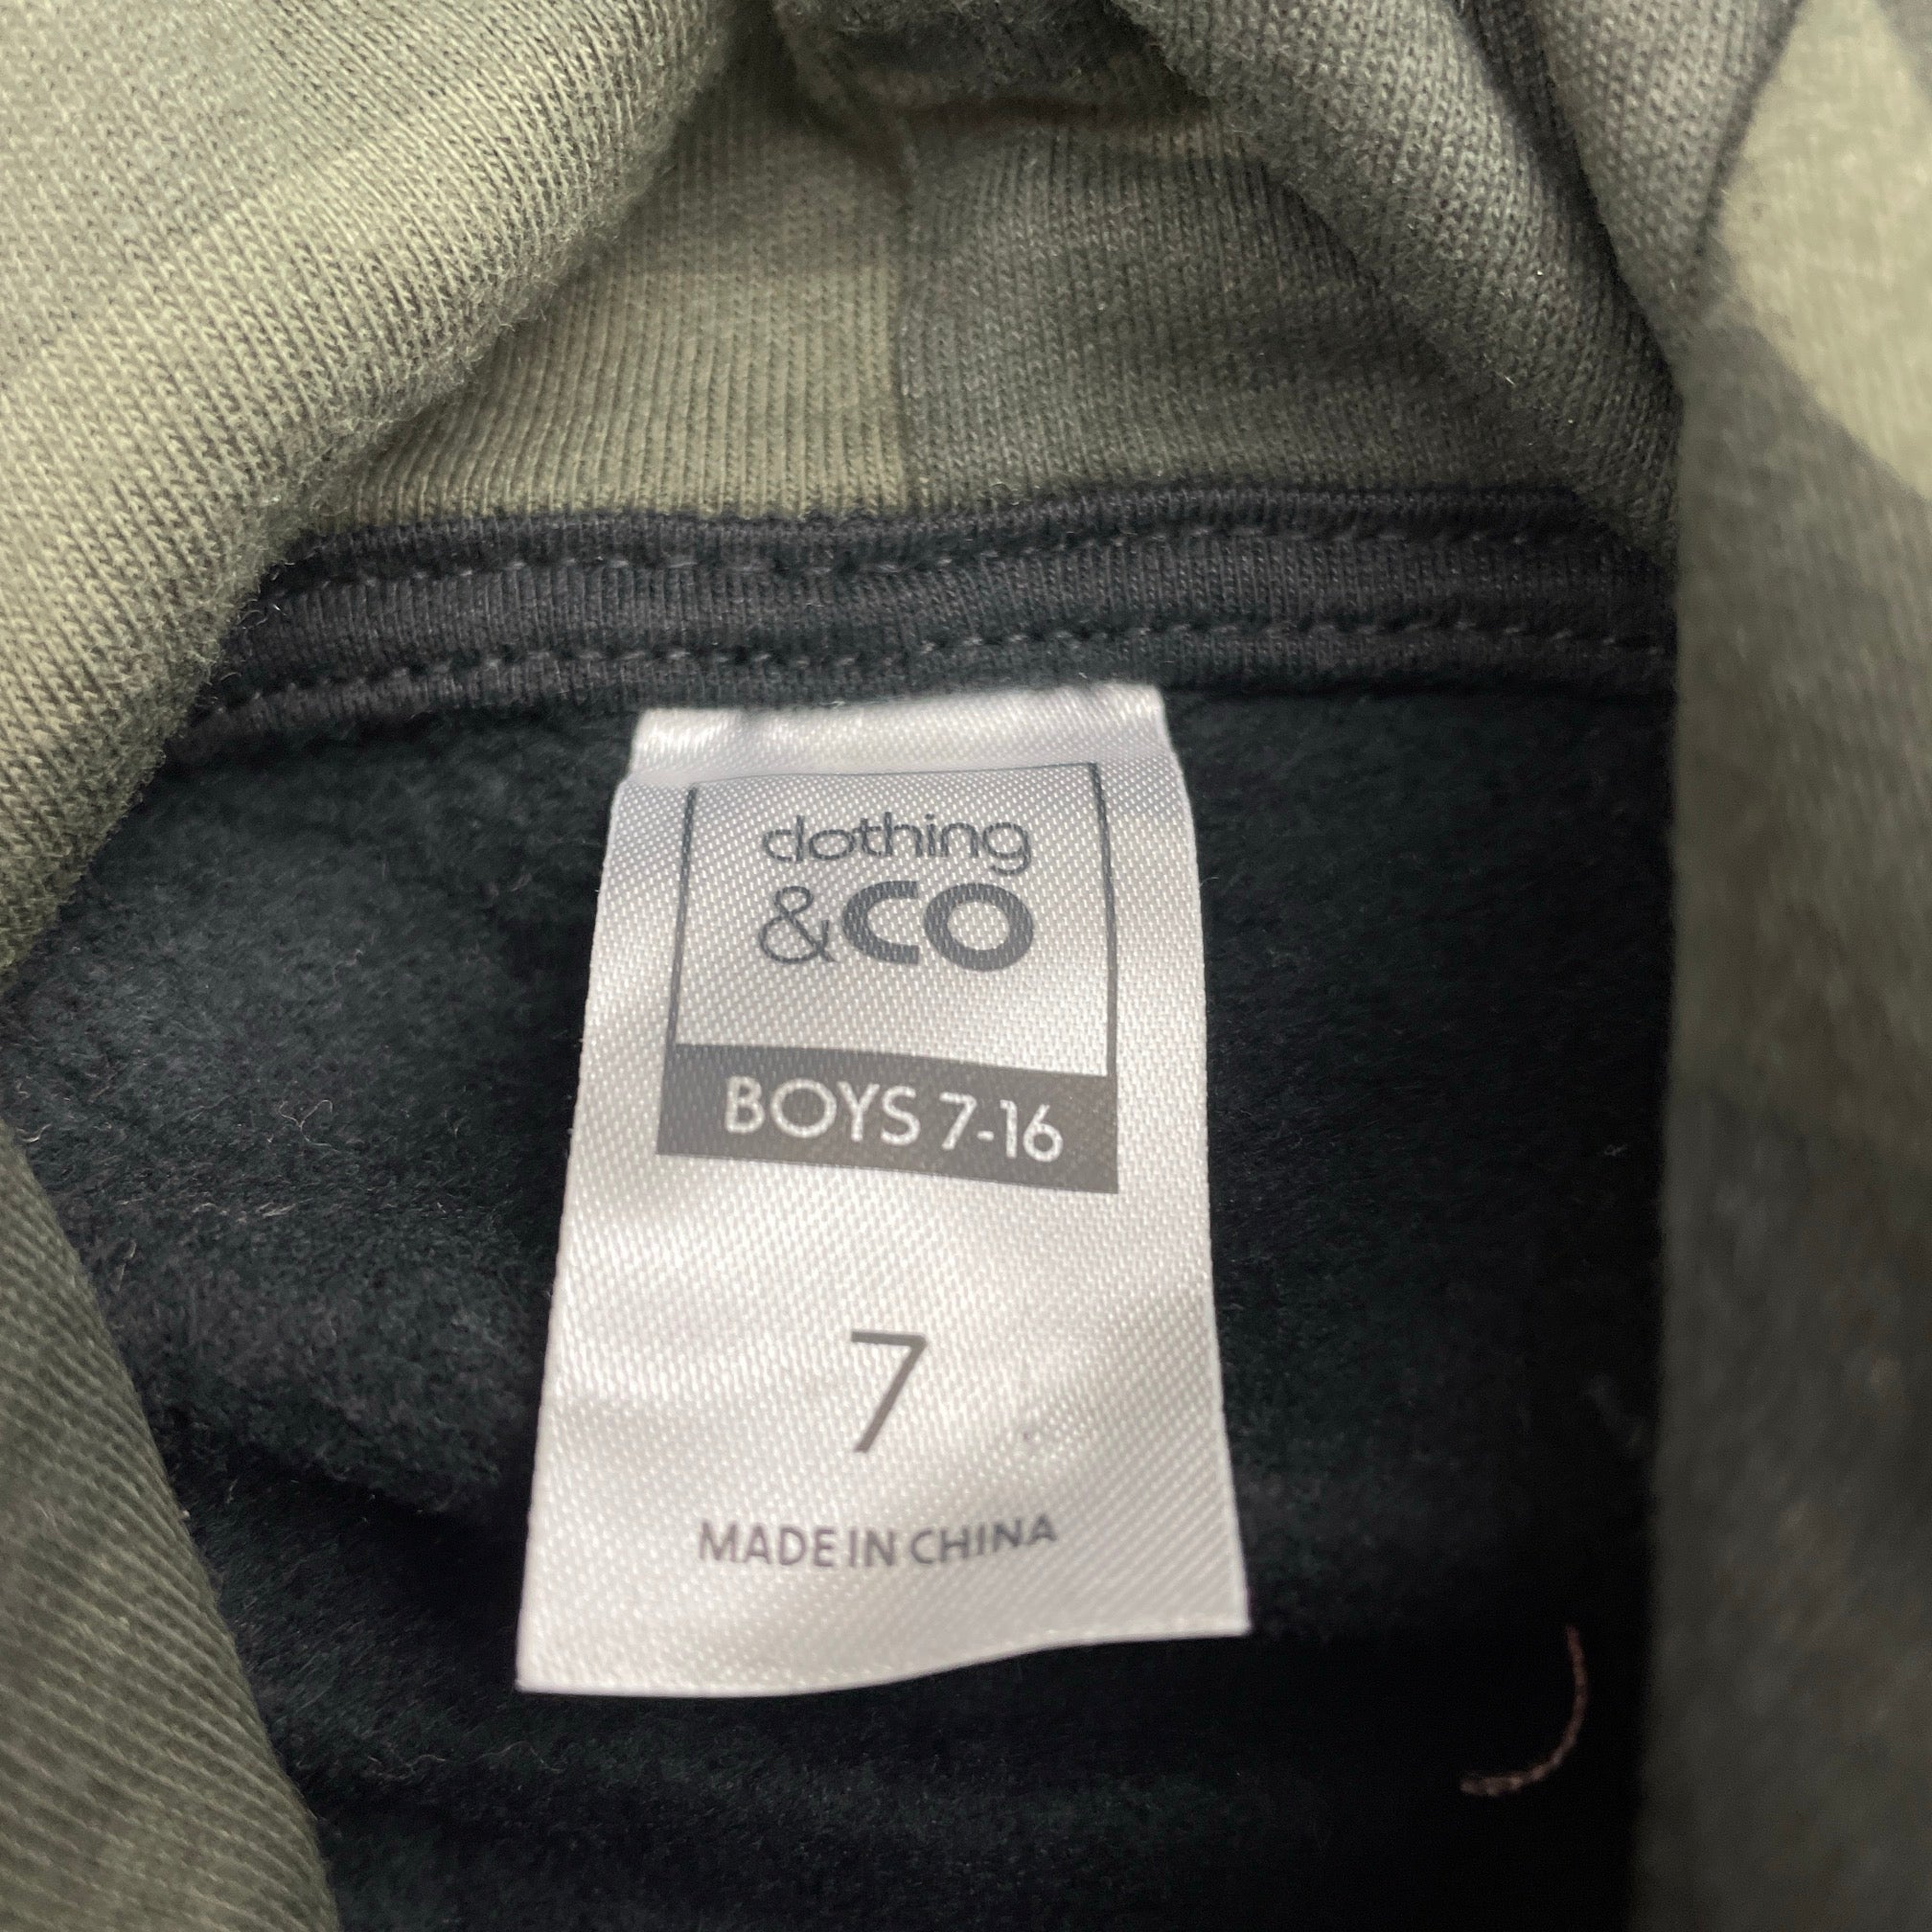 clothing
&CO
BOYS 7-16
7
MADE IN CHINA